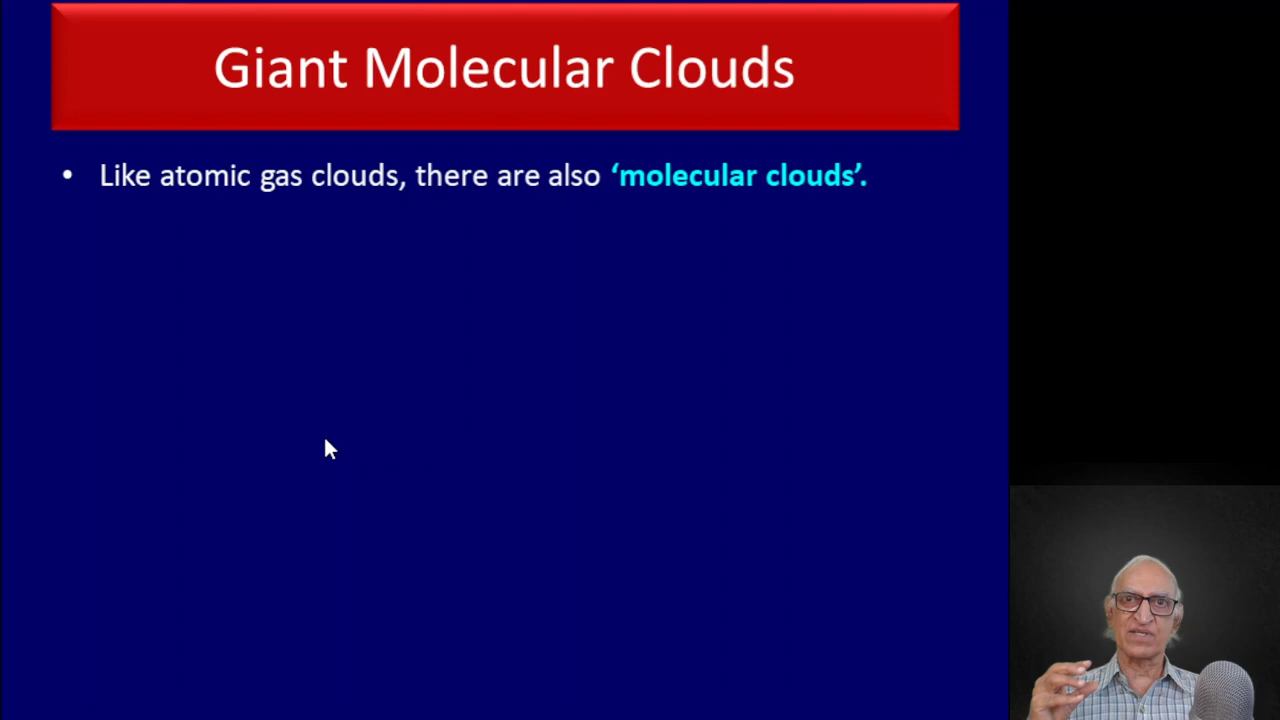 Giant Molecular Clouds
• Like atomic gas clouds, there are also ‘molecular clouds’.